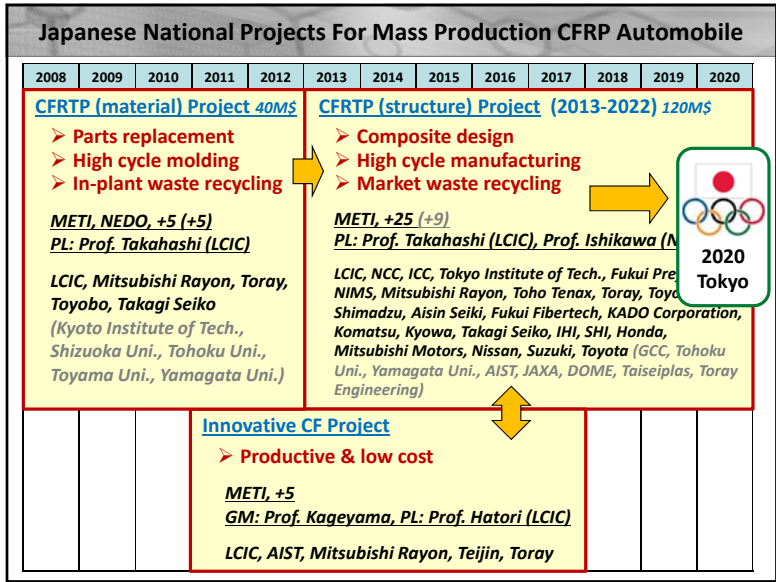 Japanese National Projects For Mass Production CFRP Automobile
2008 2009 2010 2011 2012 2013 2014 2015 2016 2017 2018 2019 2020
CFRTP (material) Project 40M$
➢ Parts replacement
➢ High cycle molding
➢ In-plant waste recycling
METI, NEDO, +5 (+5)
PL: Prof. Takahashi (LCIC)
LCIC, Mitsubishi Rayon, Toray,
Toyobo, Takagi Seiko
(Kyoto Institute of Tech.,
Shizuoka Uni., Tohoku Uni.,
Toyama Uni., Yamagata Uni.)
CFRTP (structure) Project (2013-2022) 120M$
➢ Composite design
➢ High cycle manufacturing
➢ Market waste recycling
METI, +25 (+9)
PL: Prof. Takahashi (LCIC), Prof. Ishikawa
LCIC, NCC, ICC, Tokyo Institute of Tech., Fukui
NIMS, Mitsubishi Rayon, Toho Tenax, Toray,
Shimadzu, Aisin Seiki, Fukui Fibertech, KADO Corporation,
Komatsu, Kyowa, Takagi Seiko, IHI, SHI, Honda,
Mitsubishi Motors, Nissan, Suzuki, Toyota (GCC, Tohoku
Uni., Yamagata Uni., AIST, JAXA, DOME, Taiseiplas, Toray
Engineering)
2020
Tokyo
Innovative CF Project
➢ Productive & low cost
METI, +5
GM: Prof. Kageyama, PL: Prof. Hatori (LCIC)
LCIC, AIST, Mitsubishi Rayon, Teijin, Toray